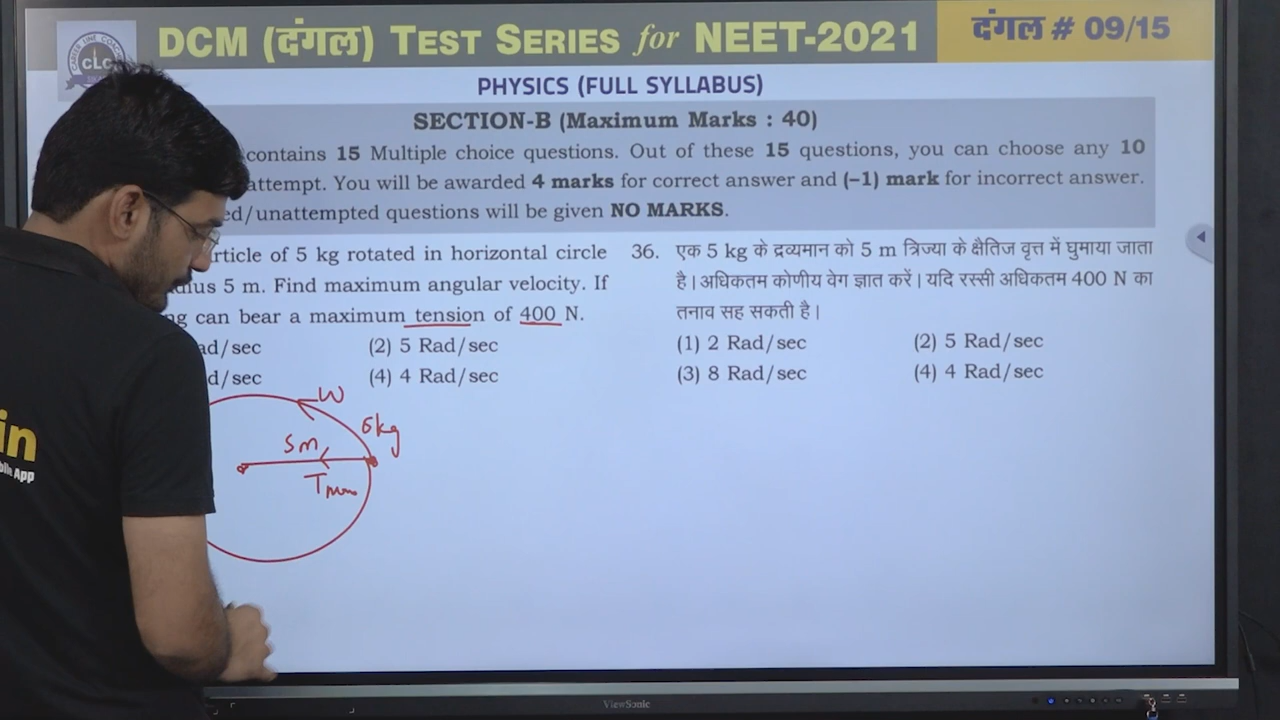 DCM (दंगल) TEST SERIES for NEET-2021
दंगल # 09/15
CLC
PHYSICS (FULL SYLLABUS)
SECTION-B (Maximum Marks : 40)
contains 15 Multiple choice questions. Out of these 15 questions, you can choose any 10
attempt. You will be awarded 4 marks for correct answer and (–1) mark for incorrect answer.
ed/unattempted questions will be given NO MARKS.
rticle of 5 kg rotated in horizontal circle
ius 5 m. Find maximum angular velocity. If
ng can bear a maximum tension of 400 N.
ad/sec (2) 5 Rad/sec
d/sec (4) 4 Rad/sec
36. एक 5 kg के द्रव्यमान को 5 m त्रिज्या के क्षैतिज वृत्त में घुमाया जाता
है। अधिकतम कोणीय वेग ज्ञात करें। यदि रस्सी अधिकतम 400 N का
तनाव सह सकती है।
(1) 2 Rad/sec (2) 5 Rad/sec
(3) 8 Rad/sec (4) 4 Rad/sec
W
5kg
5m
T
in
bile App
ViewSonic